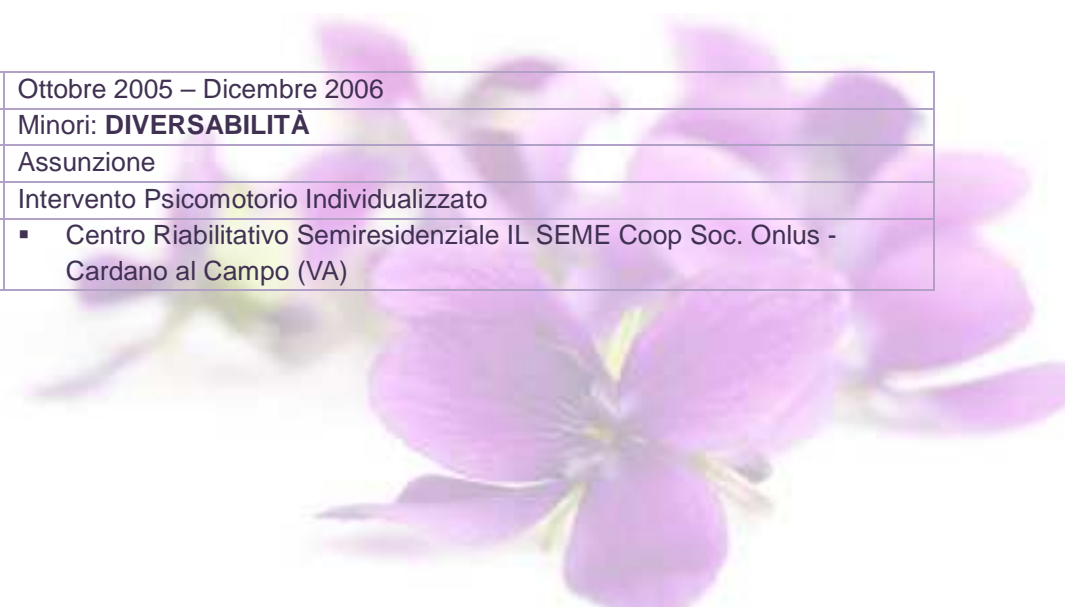 Ottobre 2005 – Dicembre 2006
Minori: DIVERSABILITÀ
Assunzione
Intervento Psicomotorio Individualizzato
▪ Centro Riabilitativo Semiresidenziale IL SEME Coop Soc. Onlus -
Cardano al Campo (VA)